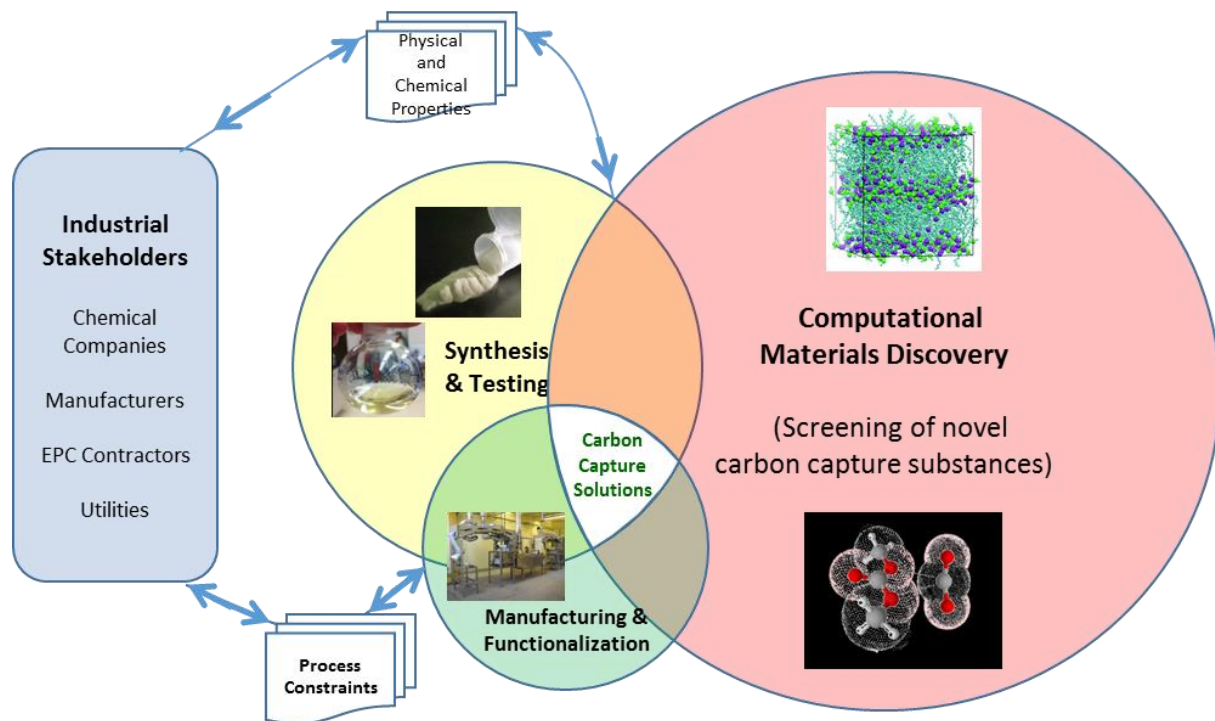 Physical
and
Chemical
Properties
Industrial
Stakeholders
Chemical
Companies
Manufacturers
EPC Contractors
Utilities
Synthesis
& Testing
Computational
Materials Discovery
(Screening of novel
carbon capture substances)
Carbon
Capture
Solutions
Manufacturing &
Functionalization
Process
Constraints